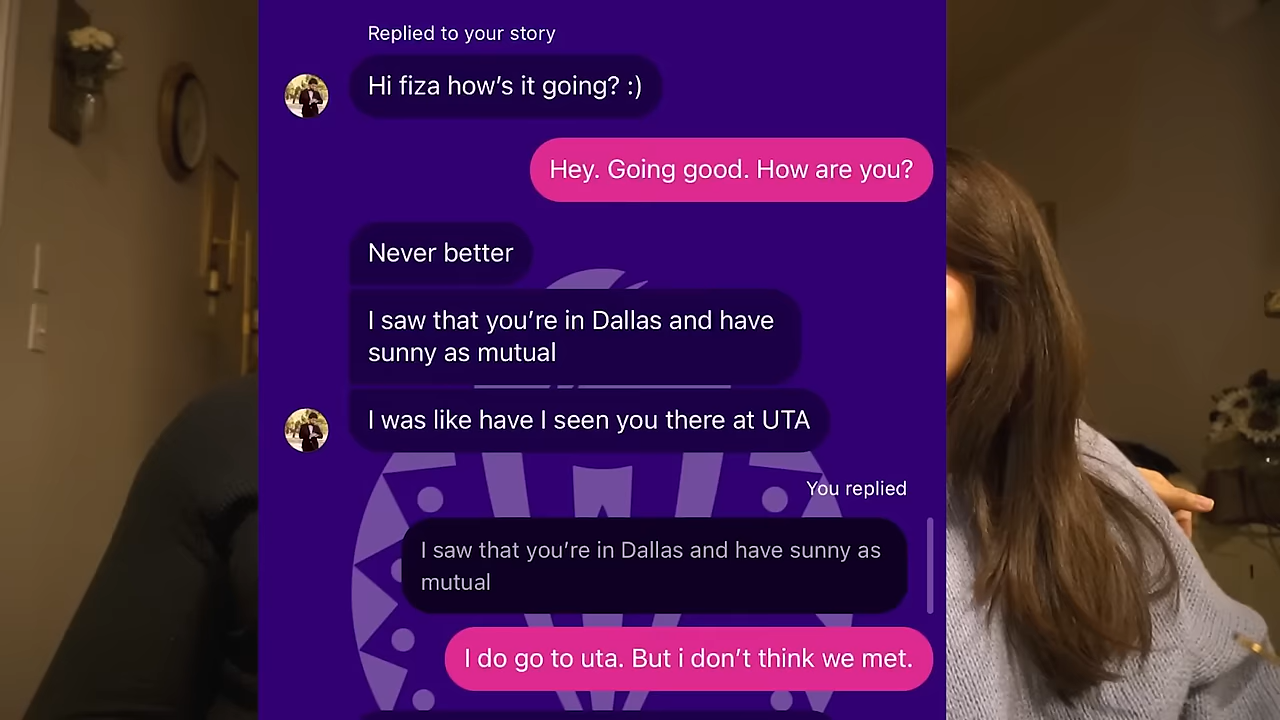 Replied to your story
Hi fiza how's it going? :)
Hey. Going good. How are you?
Never better
I saw that you're in Dallas and have
sunny as mutual
I was like have I seen you there at UTA
You replied
I saw that you're in Dallas and have sunny as
mutual
I do go to uta. But i don't think we met.